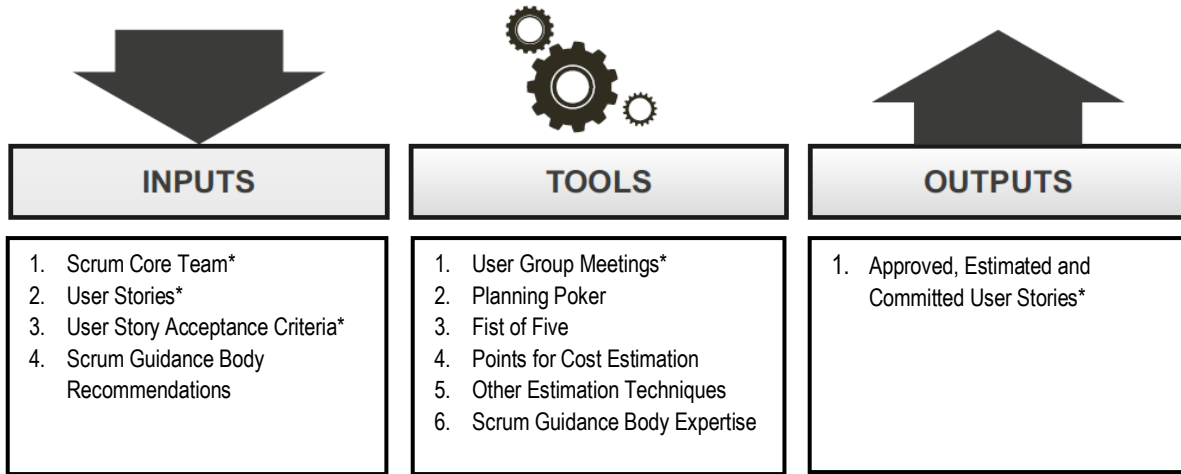 INPUTS
TOOLS
OUTPUTS
1. Scrum Core Team*
2. User Stories*
3. User Story Acceptance Criteria*
4. Scrum Guidance Body
Recommendations
1. User Group Meetings*
2. Planning Poker
3. Fist of Five
4. Points for Cost Estimation
5. Other Estimation Techniques
6. Scrum Guidance Body Expertise
1. Approved, Estimated and
Committed User Stories*